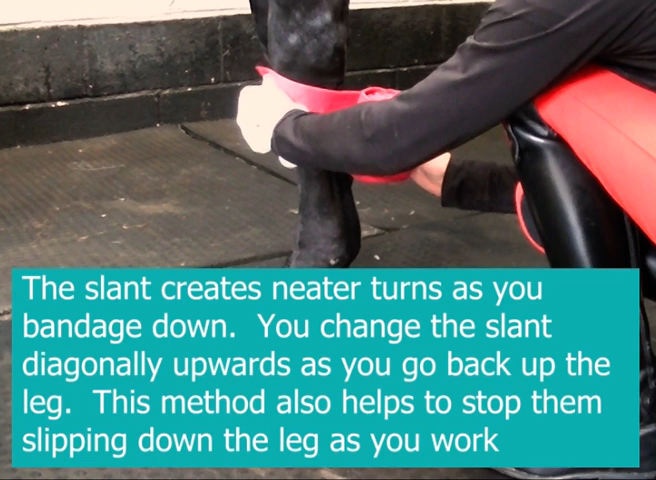 The slant creates neater turns as you
bandage down.  You change the slant
diagonally upwards as you go back up the
leg.  This method also helps to stop them
slipping down the leg as you work